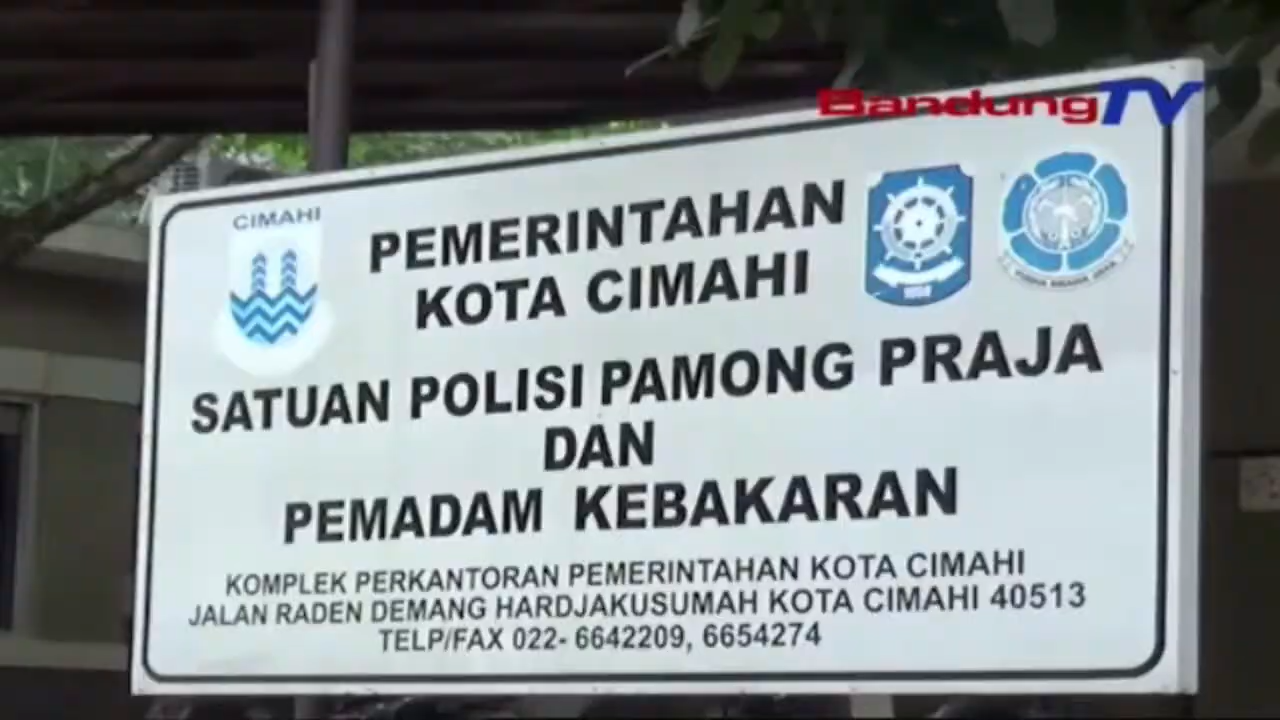 BandungTV
CIMAHI
PEMERINTAHAN
KOTA CIMAHI
SATUAN POLISI PAMONG PRAJA
DAN
PEMADAM KEBAKARAN
KOMPLEK PERKANTORAN PEMERINTAHAN KOTA CIMAHI
JALAN RADEN DEMANG HARDJAKUSUMAH KOTA CIMAHI 40513
TELP/FAX 022- 6642209, 6654274